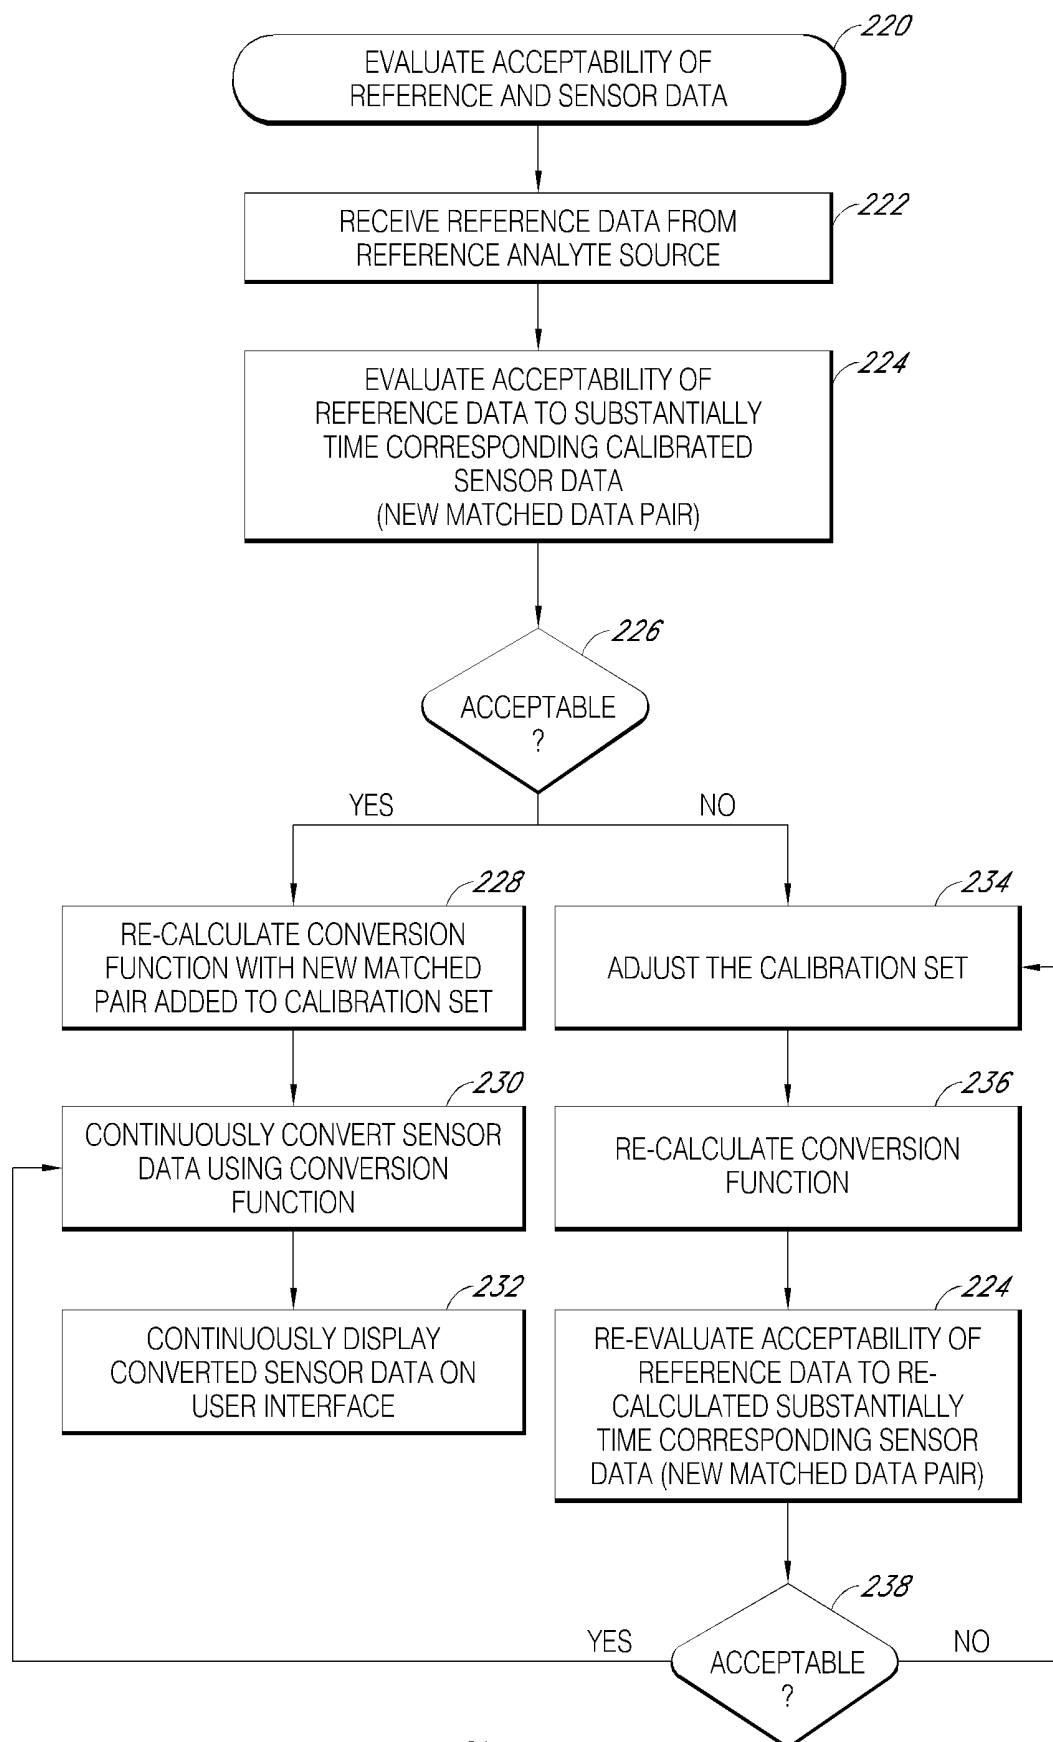 220
EVALUATE ACCEPTABILITY OF
REFERENCE AND SENSOR DATA
222
RECEIVE REFERENCE DATA FROM
REFERENCE ANALYTE SOURCE
224
EVALUATE ACCEPTABILITY OF
REFERENCE DATA TO SUBSTANTIALLY
TIME CORRESPONDING CALIBRATED
SENSOR DATA
(NEW MATCHED DATA PAIR)
226
ACCEPTABLE
?
YES
NO
228
RE-CALCULATE CONVERSION
FUNCTION WITH NEW MATCHED
PAIR ADDED TO CALIBRATION SET
234
ADJUST THE CALIBRATION SET
230
CONTINUOUSLY CONVERT SENSOR
DATA USING CONVERSION
FUNCTION
236
RE-CALCULATE CONVERSION
FUNCTION
232
CONTINUOUSLY DISPLAY
CONVERTED SENSOR DATA ON
USER INTERFACE
224
RE-EVALUATE ACCEPTABILITY OF
REFERENCE DATA TO RE-
CALCULATED SUBSTANTIALLY
TIME CORRESPONDING SENSOR
DATA (NEW MATCHED DATA PAIR)
238
YES
ACCEPTABLE
?
NO